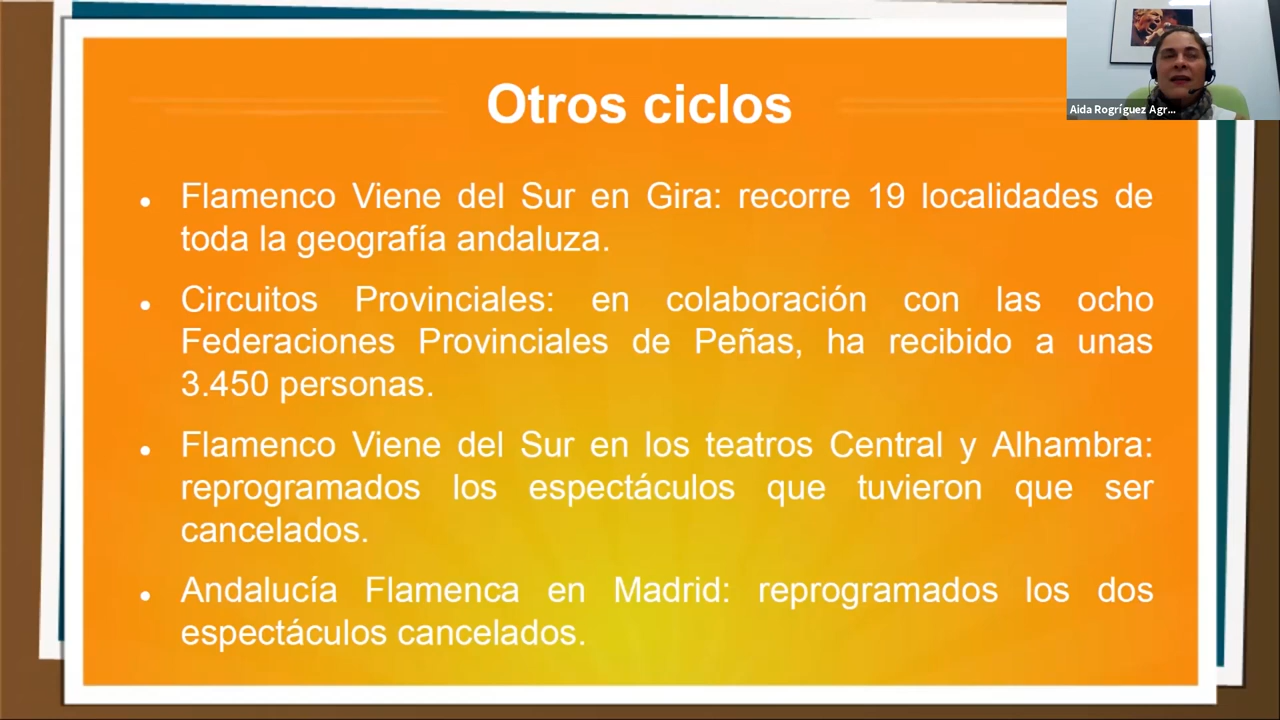 Otros ciclos
Aida Rogríguez Agr...
• Flamenco Viene del Sur en Gira: recorre 19 localidades de
toda la geografía andaluza.
• Circuitos Provinciales: en colaboración con las ocho
Federaciones Provinciales de Peñas, ha recibido a unas
3.450 personas.
• Flamenco Viene del Sur en los teatros Central y Alhambra:
reprogramados los espectáculos que tuvieron que ser
cancelados.
• Andalucía Flamenca en Madrid: reprogramados los dos
espectáculos cancelados.